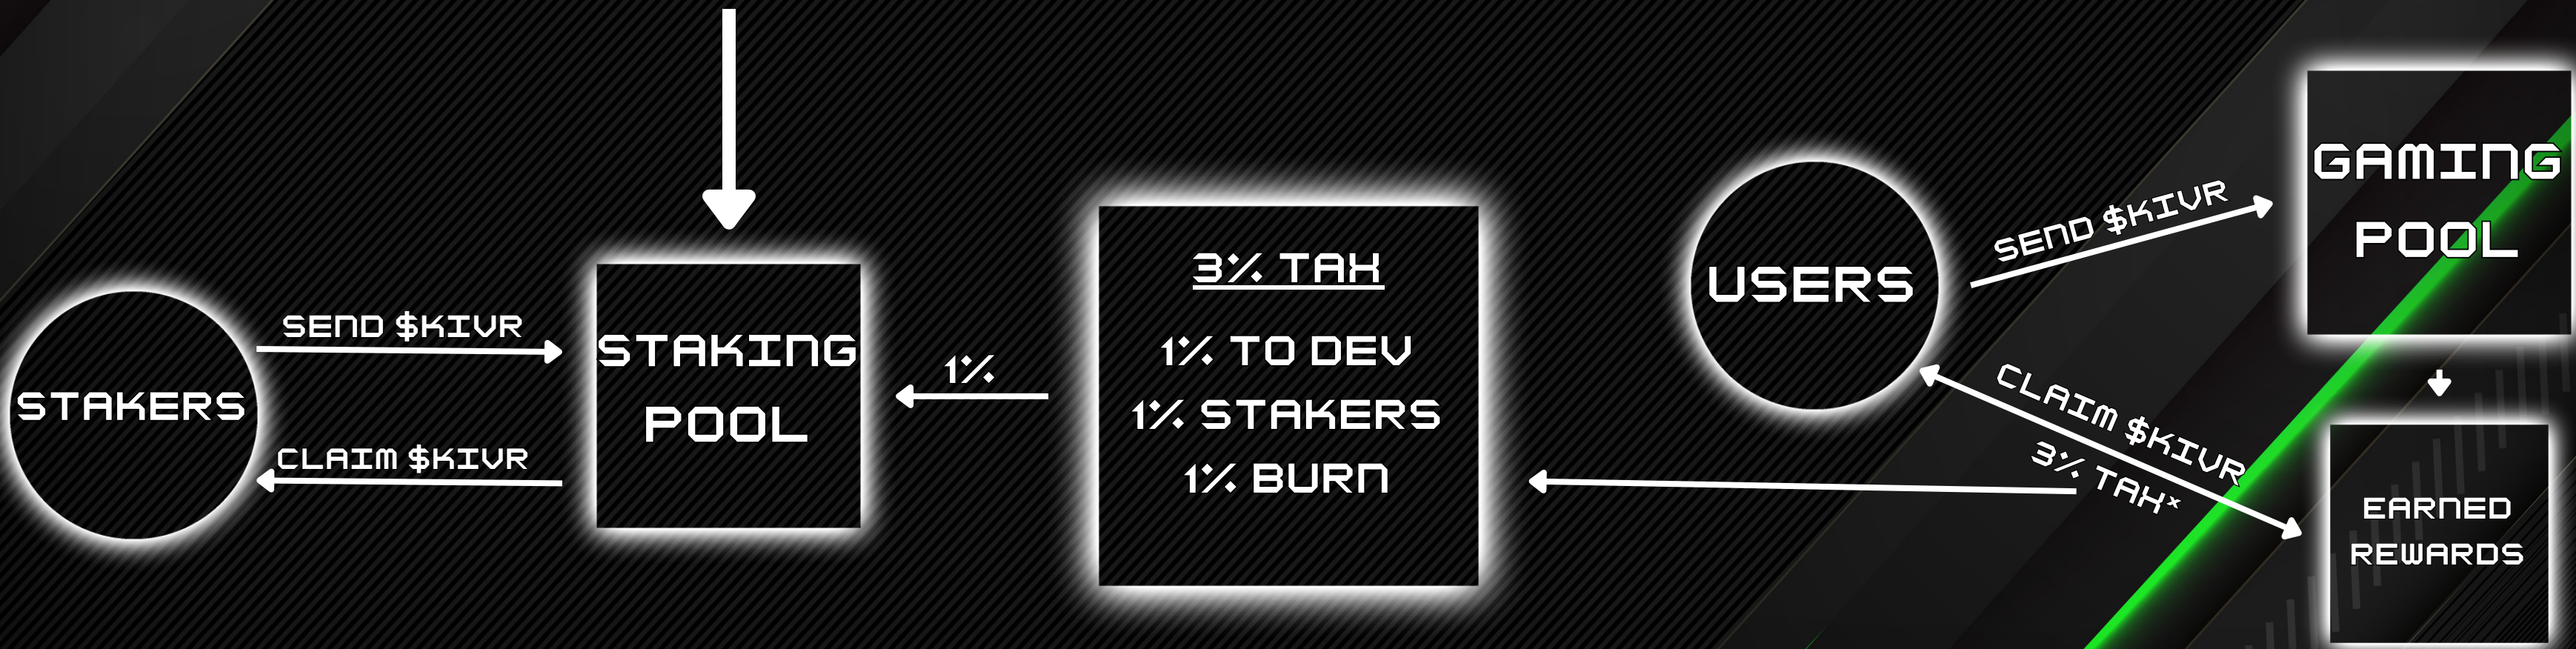 STAKERS
SEND $KIVR
CLAIM $KIVR
STAKING
POOL
1%
3% TAX
1% TO DEV
1% STAKERS
1% BURN
USERS
SEND $KIVR
CLAIM $KIVR
3% TAX*
GAMING
POOL
EARNED
REWARDS